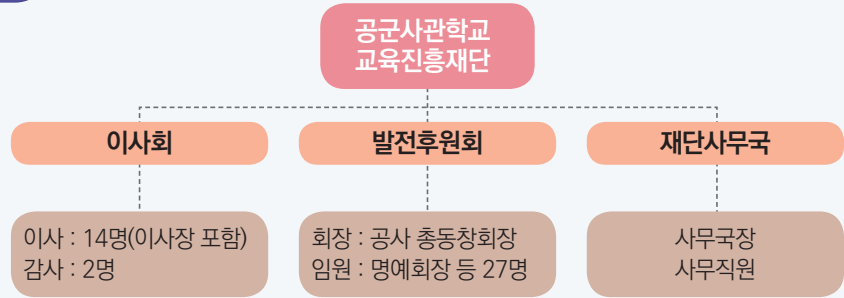 공군사관학교
교육진흥재단
이사회
발전후원회
재단사무국
이사 : 14명(이사장 포함)
감사 : 2명
회장 : 공사 총동창회장
임원 : 명예회장 등 27명
사무국장
사무직원